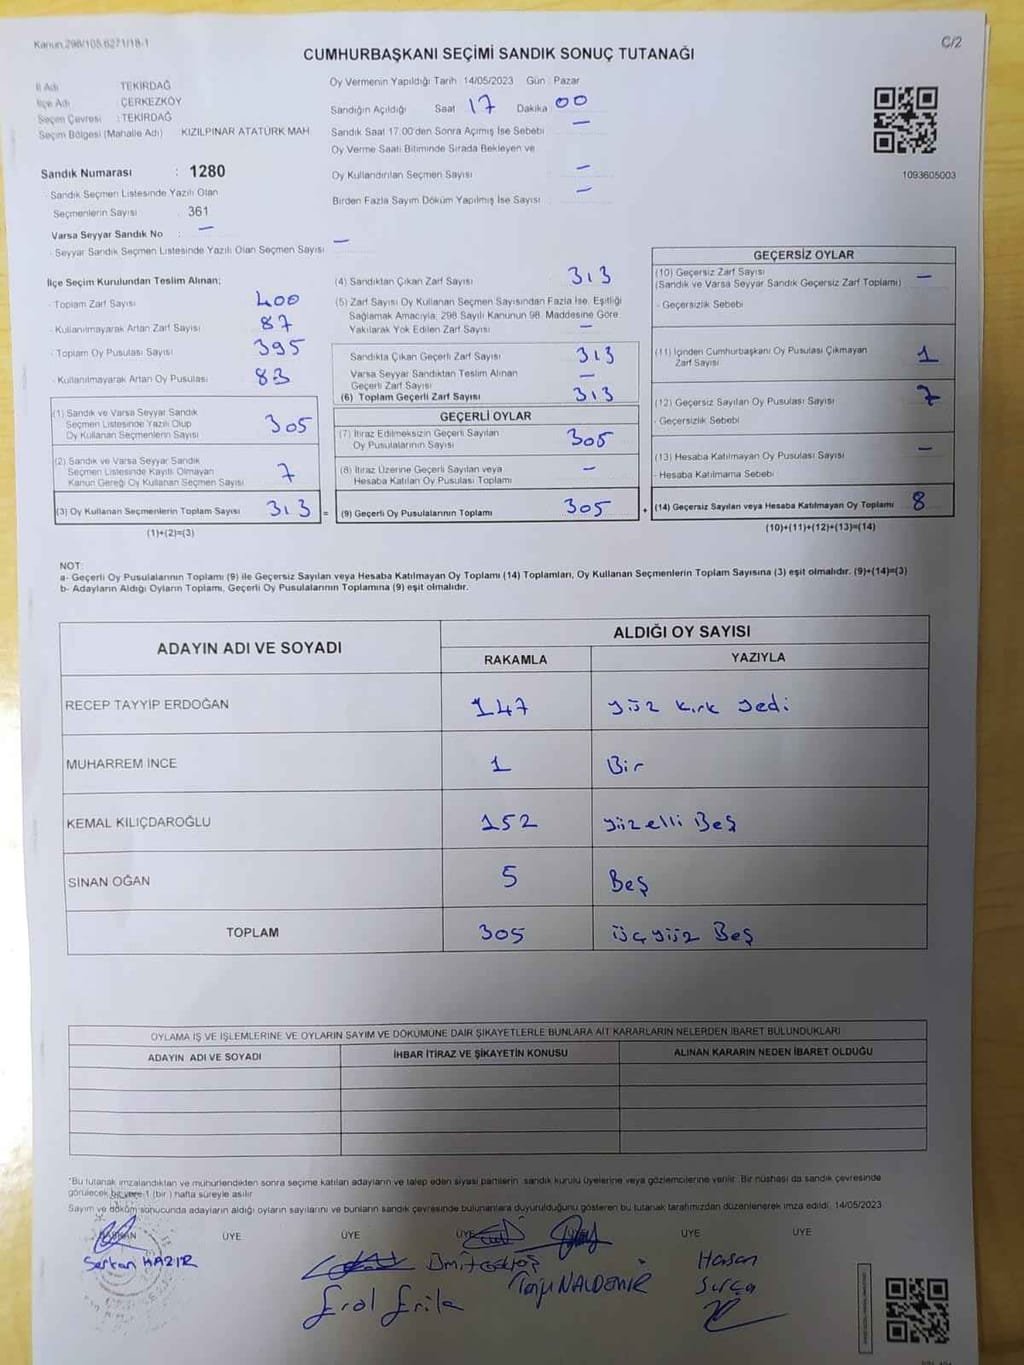 Kanun 298/105.6271/18-1
C/2
CUMHURBAŞKANI SEÇİMİ SANDIK SONUÇ TUTANAĞI
İl Adı TEKİRDAĞ
İlçe Adı : ÇERKEZKÖY
Seçim Çevresi : TEKİRDAĞ
Seçim Bölgesi (Mahalle Adı) KIZILPINAR ATATÜRK MAH
Sandık Numarası : 1280
Sandık Seçmen Listesinde Yazılı Olan
Seçmenlerin Sayısı : 361
Varsa Seyyar Sandık No : —
Seyyar Sandık Seçmen Listesinde Yazılı Olan Seçmen Sayısı —
Oy Vermenin Yapıldığı Tarih 14/05/2023 Gün : Pazar
Sandığın Açıldığı Saat 17 Dakika 00
Sandık Saat 17.00'den Sonra Açımış İse Sebebi —
Oy Verme Saati Bitiminde Sırada Bekleyen ve
Oy Kullandırılan Seçmen Sayısı —
Birden Fazla Sayım Döküm Yapılmış İse Sayısı —
1093605003
İlçe Seçim Kurulundan Teslim Alınan;
- Toplam Zarf Sayısı 400
- Kullanılmayarak Artan Zarf Sayısı 87
- Toplam Oy Pusulası Sayısı 395
- Kullanılmayarak Artan Oy Pusulası 83
(1) Sandık ve Varsa Seyyar Sandık
Seçmen Listesinde Yazılı Olup
Oy Kullanan Seçmenlerin Sayısı 305
(2) Sandık ve Varsa Seyyar Sandık
Seçmen Listesinde Kayıtlı Olmayan
Kanun Gereği Oy Kullanan Seçmen Sayısı 7
(3) Oy Kullanan Seçmenlerin Toplam Sayısı 313 =
(1)+(2)=(3)
(4) Sandıktan Çıkan Zarf Sayısı 313
(5) Zarf Sayısı Oy Kullanan Seçmen Sayısından Fazla İse, Eşitliği
Sağlamak Amacıyla, 298 Sayılı Kanunun 98. Maddesine Göre
Yakılarak Yok Edilen Zarf Sayısı —
Sandıkta Çıkan Geçerli Zarf Sayısı 313
Varsa Seyyar Sandıktan Teslim Alınan
Geçerli Zarf Sayısı —
(6) Toplam Geçerli Zarf Sayısı 313
GEÇERLİ OYLAR
(7) İtiraz Edilmeksizin Geçerli Sayılan
Oy Pusulalarının Sayısı 305
(8) İtiraz Üzerine Geçerli Sayılan veya
Hesaba Katılan Oy Pusulası Toplamı —
(9) Geçerli Oy Pusulalarının Toplamı 305 +
GEÇERSİZ OYLAR
(10) Geçersiz Zarf Sayısı
(Sandık ve Varsa Seyyar Sandık Geçersiz Zarf Toplamı) —
- Geçersizlik Sebebi
(11) İçinden Cumhurbaşkanı Oy Pusulası Çıkmayan
Zarf Sayısı 1
(12) Geçersiz Sayılan Oy Pusulası Sayısı 7
- Geçersizlik Sebebi
(13) Hesaba Katılmayan Oy Pusulası Sayısı —
- Hesaba Katılmama Sebebi
(14) Geçersiz Sayılan veya Hesaba Katılmayan Oy Toplamı 8
(10)+(11)+(12)+(13)=(14)
NOT:
a- Geçerli Oy Pusulalarının Toplamı (9) ile Geçersiz Sayılan veya Hesaba Katılmayan Oy Toplamı (14) Toplamları, Oy Kullanan Seçmenlerin Toplam Sayısına (3) eşit olmalıdır. (9)+(14)=(3)
b- Adayların Aldığı Oyların Toplamı, Geçerli Oy Pusulalarının Toplamına (9) eşit olmalıdır.
ADAYIN ADI VE SOYADI
ALDIĞI OY SAYISI
RAKAMLA YAZIYLA
RECEP TAYYİP ERDOĞAN 147 yüz kırk yedi
MUHARREM İNCE 1 Bir
KEMAL KILIÇDAROĞLU 152 yüzelli Beş
SİNAN OĞAN 5 Beş
TOPLAM 305 üçyüz Beş
OYLAMA İŞ VE İŞLEMLERİNE VE OYLARIN SAYIM VE DÖKÜMÜNE DAİR ŞİKAYETLERLE BUNLARA AİT KARARLARIN NELERDEN İBARET BULUNDUKLARI
ADAYIN ADI VE SOYADI İHBAR İTİRAZ VE ŞİKAYETİN KONUSU ALINAN KARARIN NEDEN İBARET OLDUĞU
*Bu tutanak imzalandıktan ve mühürlendikten sonra seçime katılan adayların ve talep eden siyasi partilerin sandık kurulu üyelerine veya gözlemcilerine verilir. Bir nüshası da sandık çevresinde
görülecek bir yere 1 (bir) hafta süreyle asılır
Sayım ve döküm sonucunda adayların aldığı oyların sayılarını ve bunların sandık çevresinde bulunanlara duyurulduğunu gösteren bu tutanak tarafımızdan düzenlenerek imza edildi. 14/05/2023
ÜYE ÜYE ÜYE ÜYE ÜYE
Serkan HAZIR
Erol
NALDEMİR
Hasan